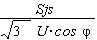 Sjs
√3 U·cos φ